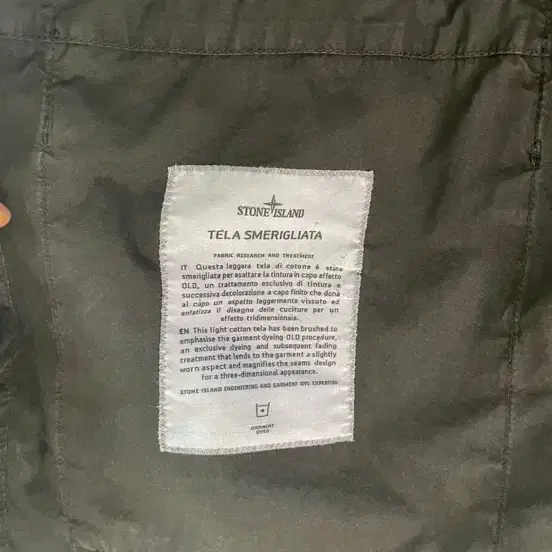 STONE ISLAND
TELA SMERIGLIATA
FABRIC RESEARCH AND TREATMENT
IT Questa leggera tela di cotone è stata
smerigliata per esaltare la tintura in capo effetto
OLD, un trattamento esclusivo di tintura e
successiva decolorazione a capo finito che dona
al capo un aspetto leggermante vissuto ed
enfatizza il disegno delle cuciture per un
effetto tridimensionale.
EN This light cotton tela has been brushed to
emphasise the garment dyeing OLD procedure,
an exclusive dyeing and subsequent fading
treatment that lends to the garment a slightly
worn aspect and magnifies the seams design
for a three-dimensional appearance.
STONE ISLAND ENGINEERING AND GARMENT DYE EXPERTISE
GARMENT
DYED